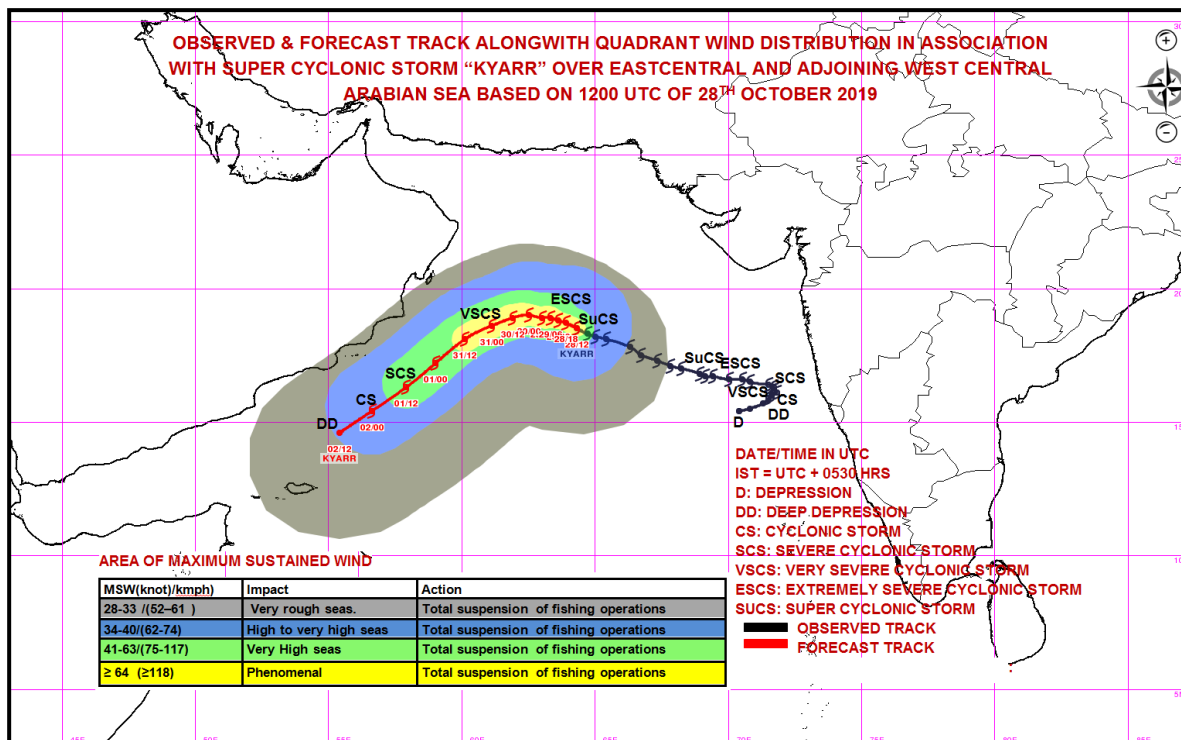 OBSERVED & FORECAST TRACK ALONGWITH QUADRANT WIND DISTRIBUTION IN ASSOCIATION
WITH SUPER CYCLONIC STORM “KYARR” OVER EASTCENTRAL AND ADJOINING WEST CENTRAL
ARABIAN SEA BASED ON 1200 UTC OF 28TH OCTOBER 2019
ESCS
VSCS
SuCS
30/12
28/18
31/00
28/12
KYARR
31/12
SuCS
ESCS
SCS
VSCS
CS
DD
D
SCS
01/00
01/12
CS
02/00
DD
02/12
KYARR
DATE/TIME IN UTC
IST = UTC + 0530 HRS
D: DEPRESSION
DD: DEEP DEPRESSION
CS: CYCLONIC STORM
SCS: SEVERE CYCLONIC STORM
VSCS: VERY SEVERE CYCLONIC STORM
ESCS: EXTREMELY SEVERE CYCLONIC STORM
SUCS: SUPER CYCLONIC STORM
OBSERVED TRACK
FORECAST TRACK
AREA OF MAXIMUM SUSTAINED WIND
MSW(knot)/kmph) Impact Action
28-33 /(52–61 ) Very rough seas. Total suspension of fishing operations
34-40/(62-74) High to very high seas Total suspension of fishing operations
41-63/(75-117) Very High seas Total suspension of fishing operations
≥ 64 (≥118) Phenomenal Total suspension of fishing operations